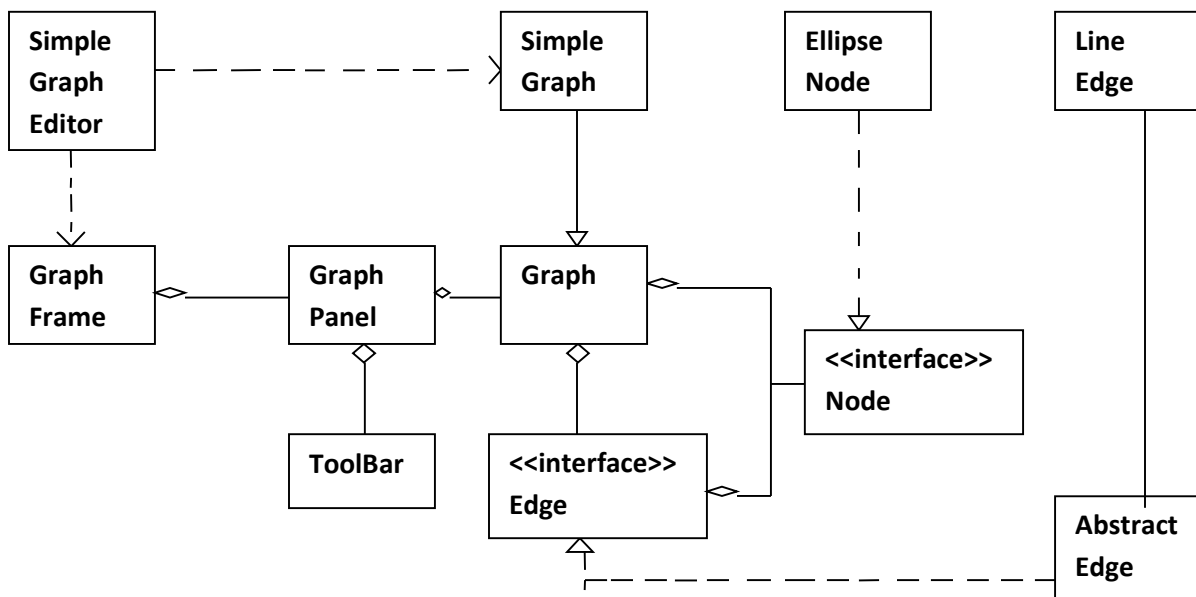 Simple
Graph
Editor
Simple
Graph
Ellipse
Node
Line
Edge
Graph
Frame
Graph
Panel
Graph
<<interface>>
Node
ToolBar
<<interface>>
Edge
Abstract
Edge